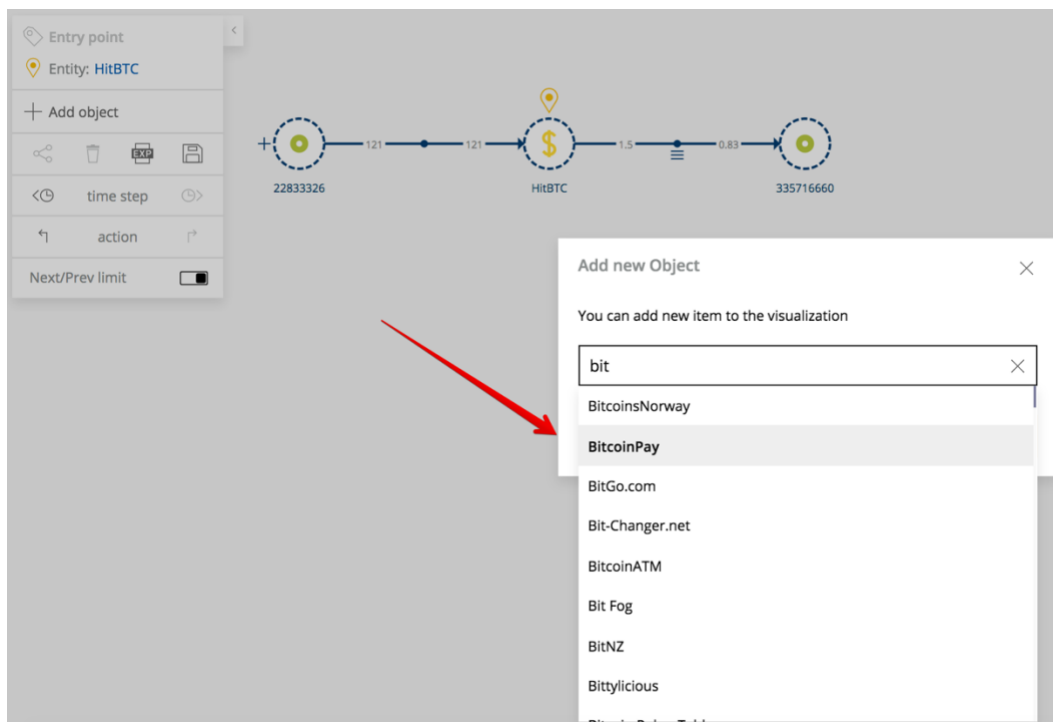 Entry point
Entity: HitBTC
Add object
EXP
time step
action
Next/Prev limit
121
121
1.5
0.83
22833326
HitBTC
335716660
Add new Object
You can add new item to the visualization
bit
BitcoinsNorway
BitcoinPay
BitGo.com
Bit-Changer.net
BitcoinATM
Bit Fog
BitNZ
Bittylicious